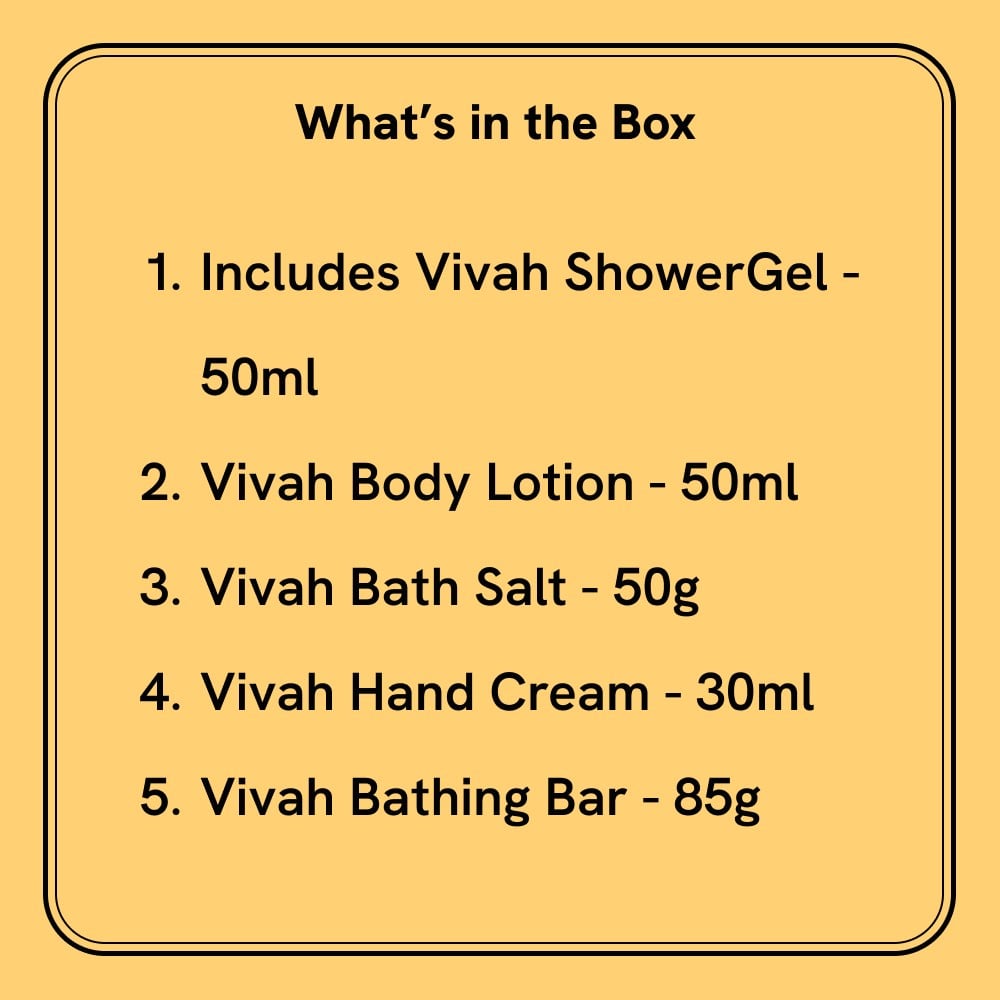 What’s in the Box
1. Includes Vivah ShowerGel -
50ml
2. Vivah Body Lotion - 50ml
3. Vivah Bath Salt - 50g
4. Vivah Hand Cream - 30ml
5. Vivah Bathing Bar - 85g